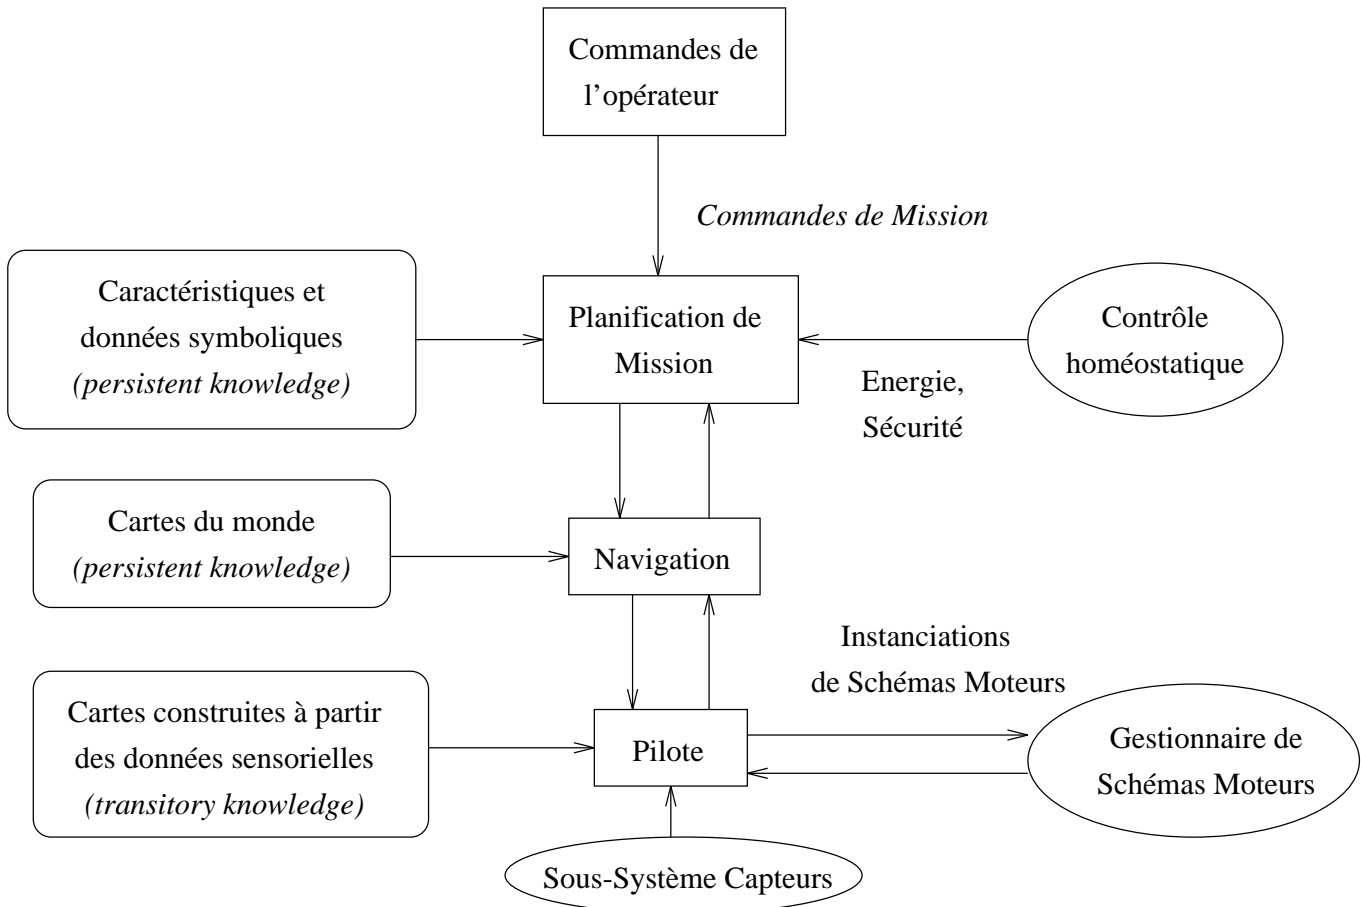 Commandes de
l’opérateur
Commandes de Mission
Caractéristiques et
données symboliques
(persistent knowledge)
Planification de
Mission
Contrôle
homéostatique
Energie,
Sécurité
Cartes du monde
(persistent knowledge)
Navigation
Instanciations
de Schémas Moteurs
Cartes construites à partir
des données sensorielles
(transitory knowledge)
Pilote
Gestionnaire de
Schémas Moteurs
Sous-Système Capteurs